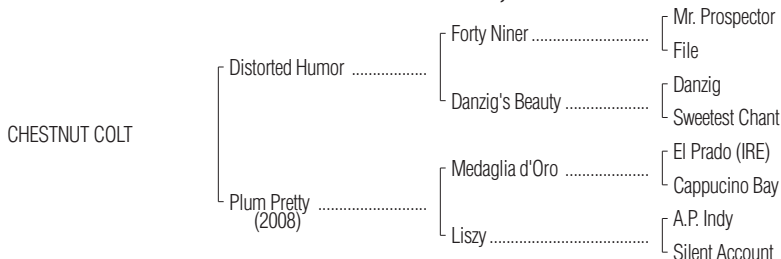 Mr. Prospector
Forty Niner ............................
File
Distorted Humor ..................
Danzig
Danzig's Beauty ....................
Sweetest Chant
CHESTNUT COLT
El Prado (IRE)
Medaglia d'Oro ....................
Cappucino Bay
Plum Pretty ..........................
(2008)
A.P. Indy
Liszy ......................................
Silent Account